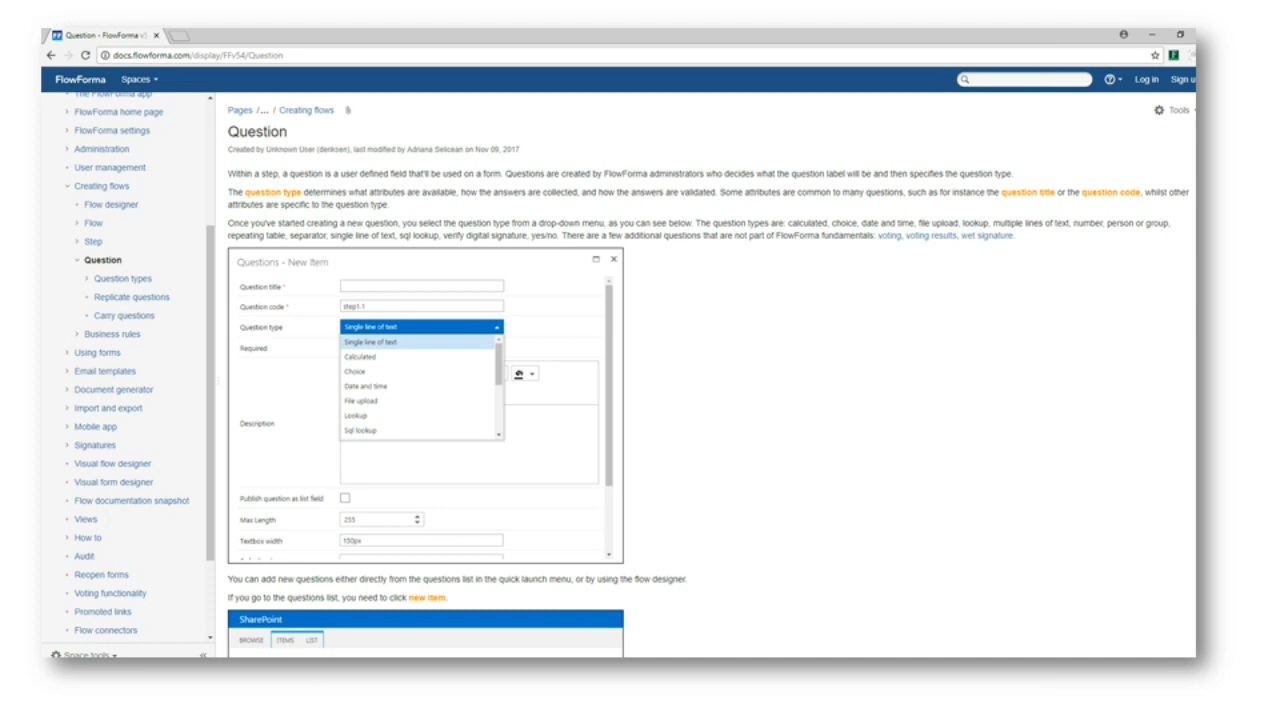 Question - FlowForma v5
docs.flowforma.com/display/FFv54/Question
FlowForma Spaces
Log in Sign u
The FlowForma app
FlowForma home page
FlowForma settings
Administration
User management
Creating flows
Flow designer
Flow
Step
Question
Question types
Replicate questions
Carry questions
Business rules
Using forms
Email templates
Document generator
Import and export
Mobile app
Signatures
Visual flow designer
Visual form designer
Flow documentation snapshot
Views
How to
Audit
Reopen forms
Voting functionality
Promoted links
Flow connectors
Space tools
Pages /... / Creating flows
Tools
Question
Created by Unknown User (deriksen), last modified by Adriana Selicean on Nov 09, 2017
Within a step, a question is a user defined field that'll be used on a form. Questions are created by FlowForma administrators who decides what the question label will be and then specifies the question type.
The question type determines what attributes are available, how the answers are collected, and how the answers are validated. Some attributes are common to many questions, such as for instance the question title or the question code, whilst other
attributes are specific to the question type.
Once you've started creating a new question, you select the question type from a drop-down menu, as you can see below. The question types are: calculated, choice, date and time, file upload, lookup, multiple lines of text, number, person or group,
repeating table, separator, single line of text, sql lookup, verify digital signature, yes/no. There are a few additional questions that are not part of FlowForma fundamentals: voting, voting results, wet signature.
Questions - New Item
Question title *
Question code * step1.1
Question type Single line of text
Required Single line of text
Calculated
Choice
Date and time
File upload
Lookup
Description
Sql lookup
Publish question as list field
Max Length 255
Textbox width 150px
You can add new questions either directly from the questions list in the quick launch menu, or by using the flow designer.
If you go to the questions list, you need to click new item.
SharePoint
BROWSE ITEMS LIST